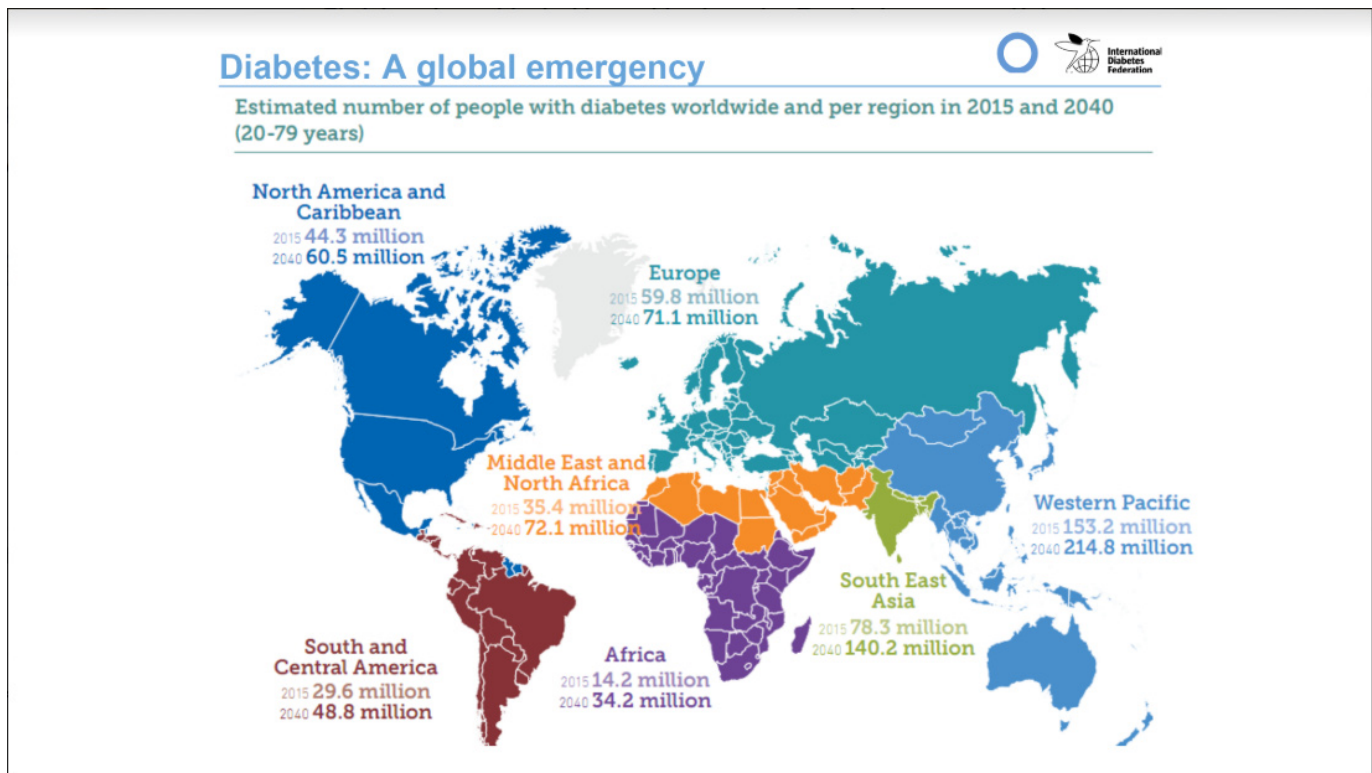 Diabetes: A global emergency
International
Diabetes
Federation
Estimated number of people with diabetes worldwide and per region in 2015 and 2040
(20-79 years)
North America and
Caribbean
2015 44.3 million
2040 60.5 million
Europe
2015 59.8 million
2040 71.1 million
Middle East and
North Africa
2015 35.4 million
2040 72.1 million
Western Pacific
2015 153.2 million
2040 214.8 million
South East
Asia
2015 78.3 million
2040 140.2 million
South and
Central America
2015 29.6 million
2040 48.8 million
Africa
2015 14.2 million
2040 34.2 million